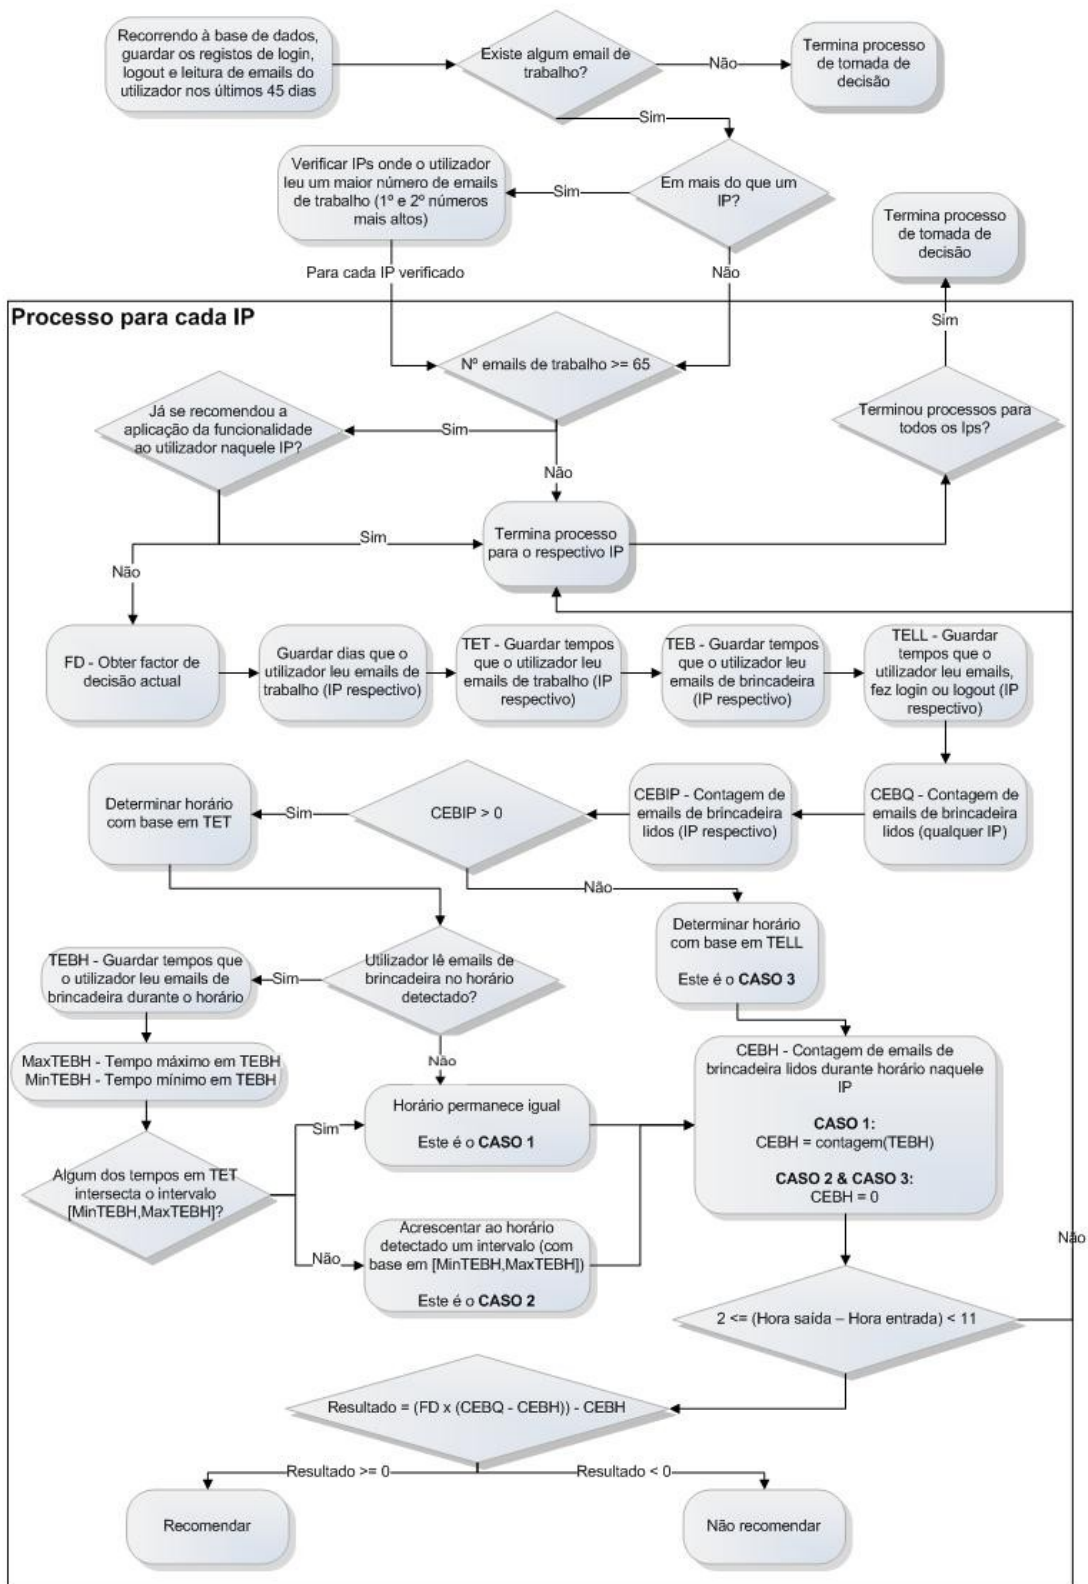 Recorrendo à base de dados,
guardar os registos de login,
logout e leitura de emails do
utilizador nos últimos 45 dias
Existe algum email de
trabalho?
Não
Termina processo
de tomada de
decisão
Sim
Verificar IPs onde o utilizador
leu um maior número de emails
de trabalho (1º e 2º números
mais altos)
Sim
Em mais do que um
IP?
Termina processo
de tomada de
decisão
Para cada IP verificado
Não
Processo para cada IP
Sim
Nº emails de trabalho >= 65
Já se recomendou a
aplicação da funcionalidade
ao utilizador naquele IP?
Sim
Terminou processos para
todos os Ips?
Não
Sim
Termina processo
para o respectivo IP
Não
FD - Obter factor de
decisão actual
Guardar dias que o
utilizador leu emails de
trabalho (IP respectivo)
TET - Guardar tempos
que o utilizador leu
emails de trabalho (IP
respectivo)
TEB - Guardar tempos
que o utilizador leu
emails de brincadeira
(IP respectivo)
TELL - Guardar
tempos que o
utilizador leu emails,
fez login ou logout (IP
respectivo)
Determinar horário
com base em TET
Sim
CEBIP > 0
CEBIP - Contagem de
emails de brincadeira
lidos (IP respectivo)
CEBQ - Contagem de
emails de brincadeira
lidos (qualquer IP)
Não
Determinar horário
com base em TELL
Este é o CASO 3
TEBH - Guardar tempos que
o utilizador leu emails de
brincadeira durante o horário
Sim
Utilizador lê emails de
brincadeira no horário
detectado?
Não
MaxTEBH - Tempo máximo em TEBH
MinTEBH - Tempo mínimo em TEBH
CEBH - Contagem de emails de
brincadeira lidos durante horário naquele
IP
CASO 1:
CEBH = contagem(TEBH)
CASO 2 & CASO 3:
CEBH = 0
Sim
Horário permanece igual
Este é o CASO 1
Algum dos tempos em TET
intersecta o intervalo
[MinTEBH,MaxTEBH]?
Não
Acrescentar ao horário
detectado um intervalo (com
base em [MinTEBH,MaxTEBH])
Este é o CASO 2
Não
2 <= (Hora saída – Hora entrada) < 11
Resultado = (FD x (CEBQ - CEBH)) - CEBH
Resultado >= 0
Resultado < 0
Recomendar
Não recomendar